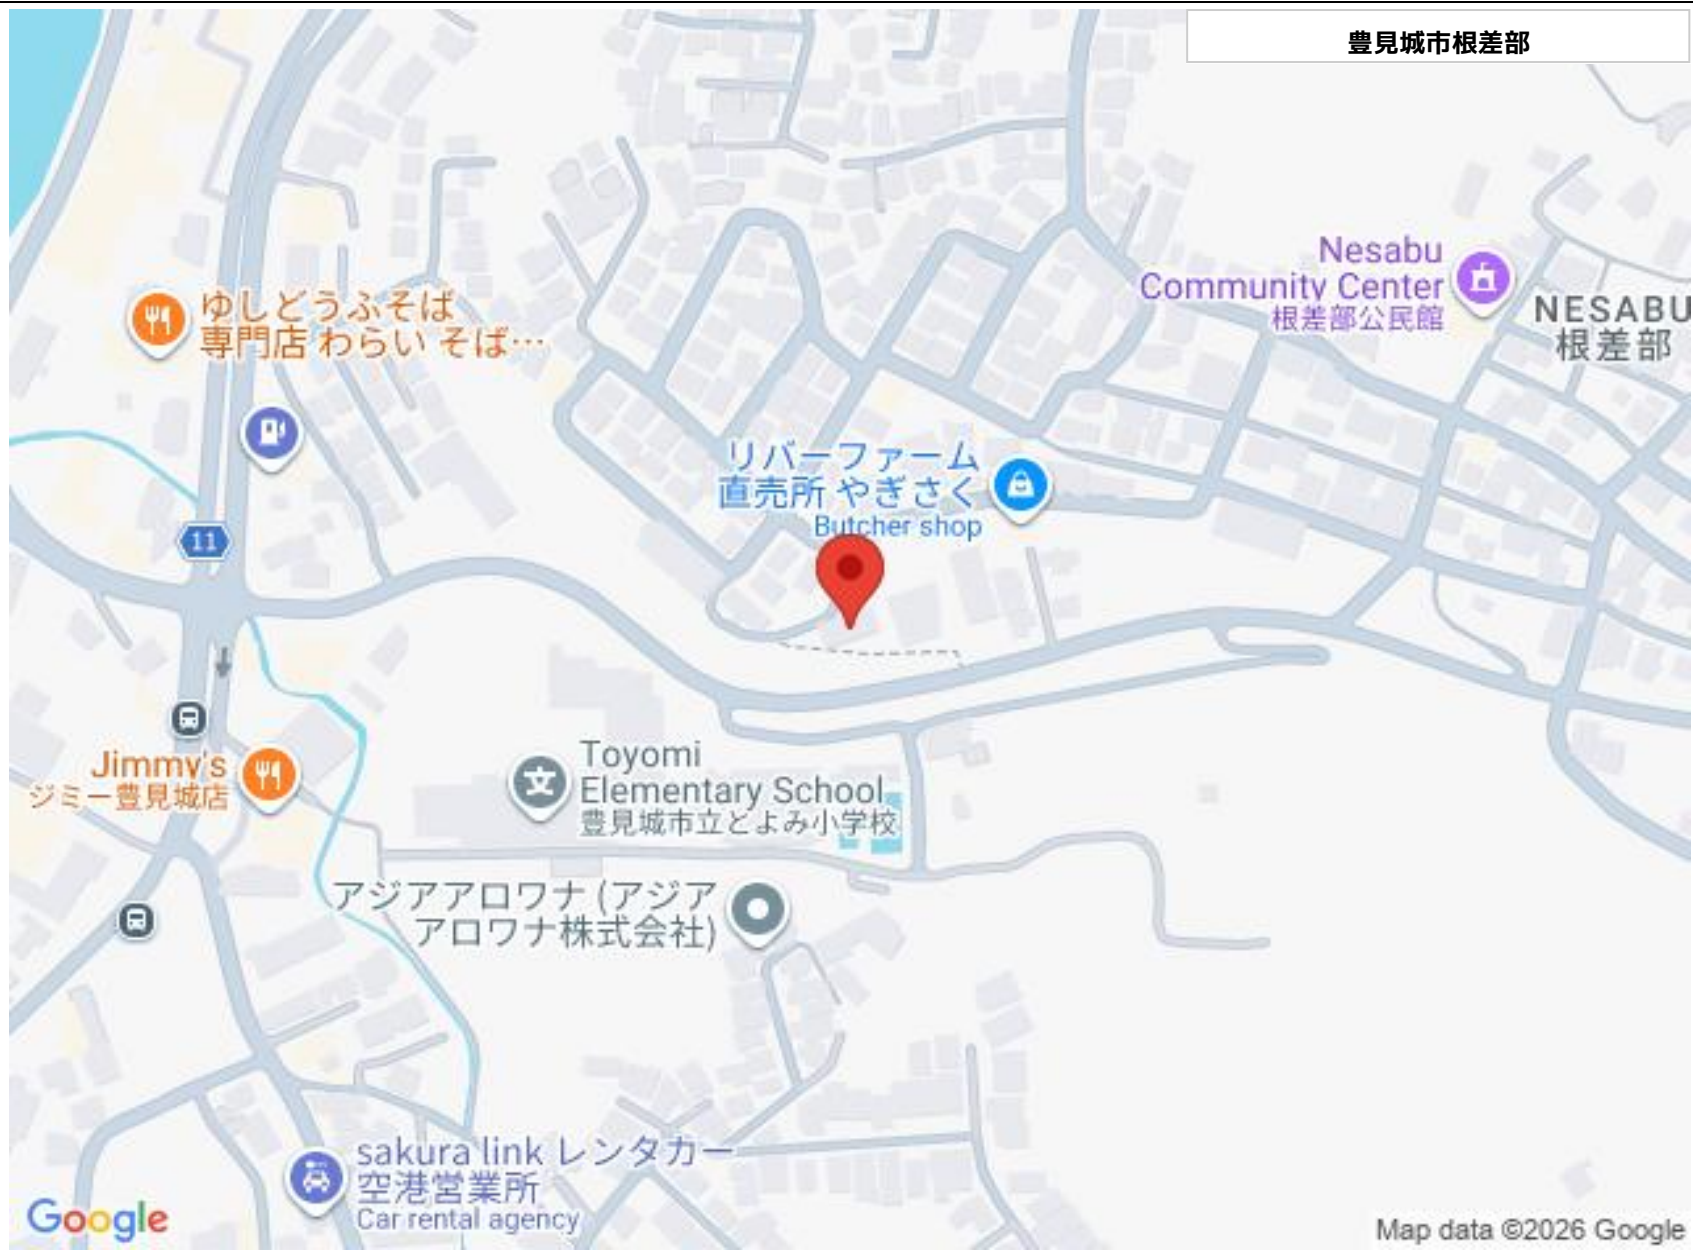 豊見城市根差部
Nesabu
Community Center
根差部公民館
NESABU
根差部
ゆしどうふそば
専門店 わらい そば…
リバーファーム
直売所 やぎさく
Butcher shop
11
Toyomi
Elementary School
豊見城市立とよみ小学校
文
Jimmy's
ジミー豊見城店
アジアアロワナ (アジア
アロワナ株式会社)
sakura link レンタカー
空港営業所
Car rental agency
Google
Map data ©2026 Google